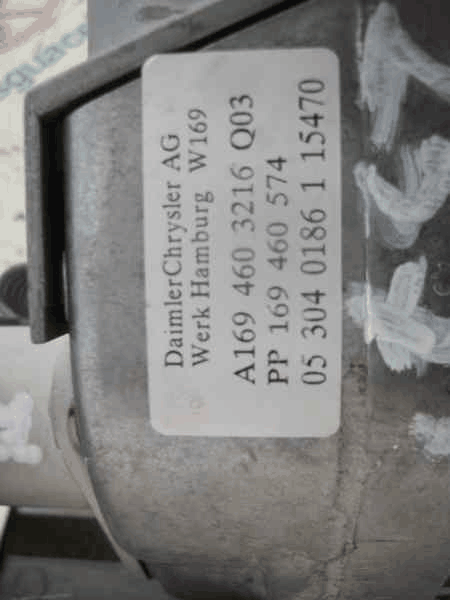 DaimlerChrysler AG
Werk Hamburg W169
A169 460 3216 Q03
PP 169 460 574
05 304 0186 1 15470